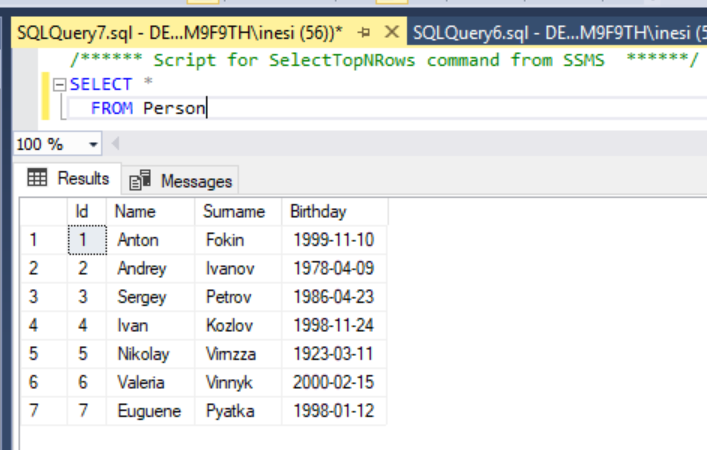 SQLQuery7.sql - DE...M9F9TH\inesi (56))* SQLQuery6.sql - DE...M9F9TH\inesi
/****** Script for SelectTopNRows command from SSMS ******/
SELECT *
FROM Person
100 %
Results Messages
Id Name Surname Birthday
1 1 Anton Fokin 1999-11-10
2 2 Andrey Ivanov 1978-04-09
3 3 Sergey Petrov 1986-04-23
4 4 Ivan Kozlov 1998-11-24
5 5 Nikolay Vimzza 1923-03-11
6 6 Valeria Vinnyk 2000-02-15
7 7 Euguene Pyatka 1998-01-12